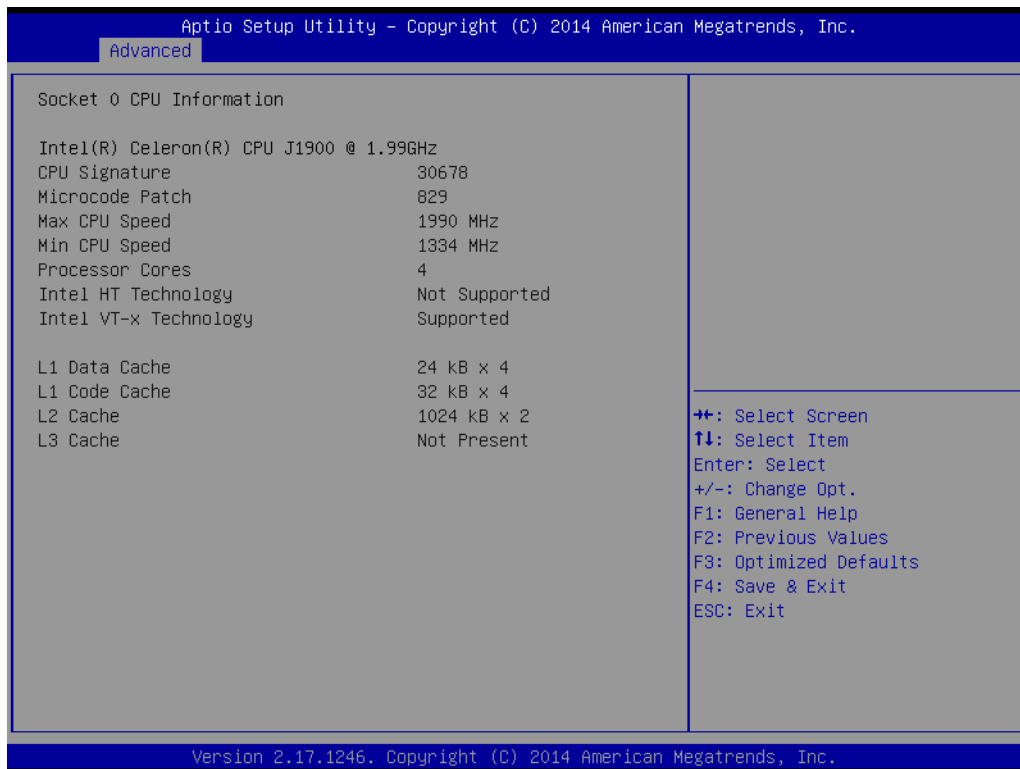 Aptio Setup Utility – Copyright (C) 2014 American Megatrends, Inc.
Advanced
Socket 0 CPU Information
Intel(R) Celeron(R) CPU J1900 @ 1.99GHz
CPU Signature 30678
Microcode Patch 829
Max CPU Speed 1990 MHz
Min CPU Speed 1334 MHz
Processor Cores 4
Intel HT Technology Not Supported
Intel VT-x Technology Supported
L1 Data Cache 24 kB x 4
L1 Code Cache 32 kB x 4
L2 Cache 1024 kB x 2
L3 Cache Not Present
→←: Select Screen
↑↓: Select Item
Enter: Select
+/-: Change Opt.
F1: General Help
F2: Previous Values
F3: Optimized Defaults
F4: Save & Exit
ESC: Exit
Version 2.17.1246. Copyright (C) 2014 American Megatrends, Inc.